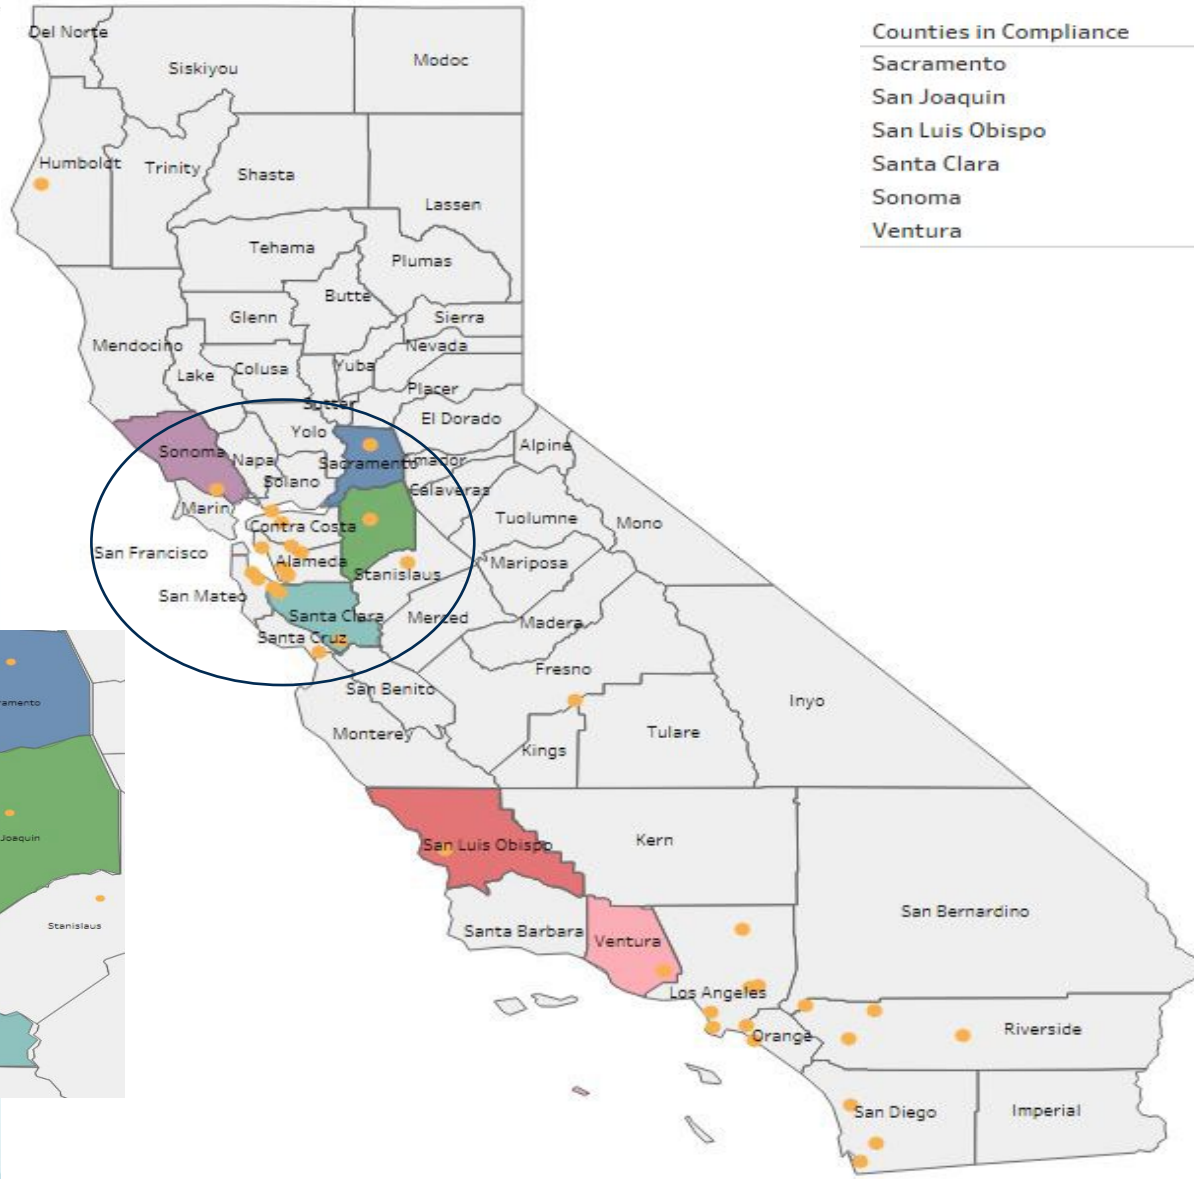 Counties in Compliance
Sacramento
San Joaquin
San Luis Obispo
Santa Clara
Sonoma
Ventura
Del Norte
Siskiyou
Modoc
Humboldt
Trinity
Shasta
Lassen
Tehama
Plumas
Butte
Glenn
Sierra
Mendocino
Nevada
Lake
Colusa
Yuba
Placer
Sutter
El Dorado
Yolo
Alpine
Sonoma
Napa
Sacramento
Amador
Solano
Calaveras
Marin
Contra Costa
Tuolumne
Mono
San Francisco
Alameda
Stanislaus
Mariposa
San Mateo
Santa Clara
Merced
Madera
Santa Cruz
Fresno
San Benito
Inyo
Monterey
Kings
Tulare
San Luis Obispo
Kern
Santa Barbara
Ventura
San Bernardino
Los Angeles
Orange
Riverside
San Diego
Imperial
ramento
Joaquin
Stanislaus